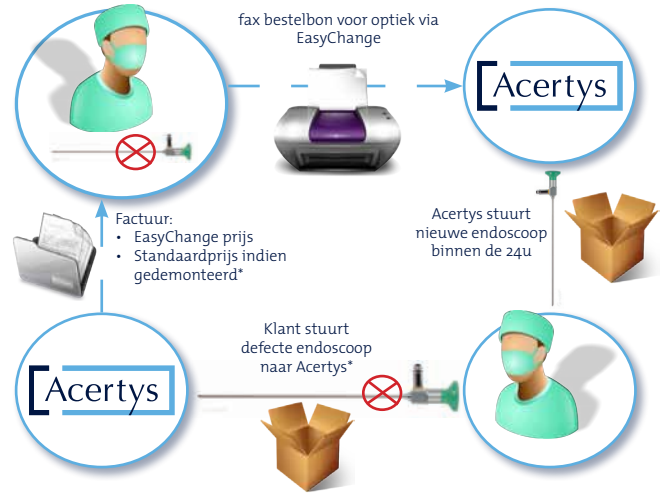 fax bestelbon voor optiek via
EasyChange
Acertys
Factuur:
• EasyChange prijs
• Standaardprijs indien
gedemonteerd*
Acertys stuurt
nieuwe endoscoop
binnen de 24u
Klant stuurt
defecte endoscoop
naar Acertys*
Acertys